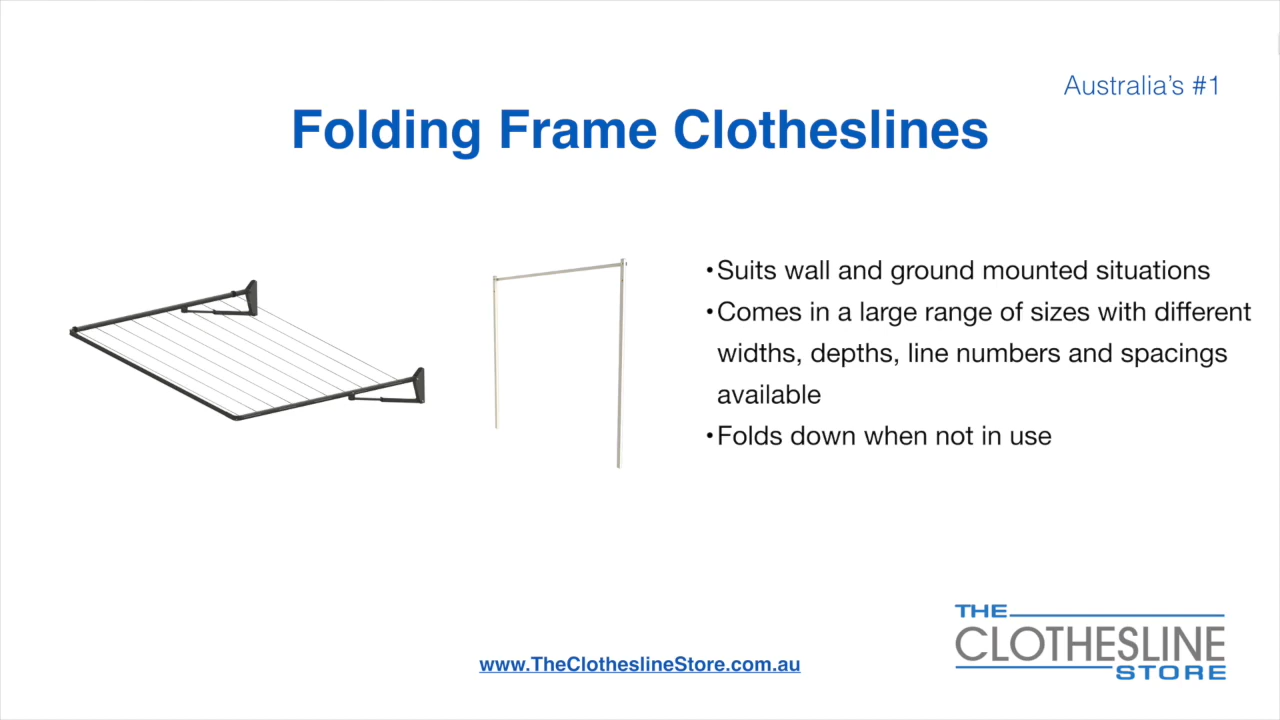 Australia's #1
Folding Frame Clotheslines
•Suits wall and ground mounted situations
•Comes in a large range of sizes with different
widths, depths, line numbers and spacings
available
•Folds down when not in use
THE
CLOTHESLINE
STORE
www.TheClotheslineStore.com.au